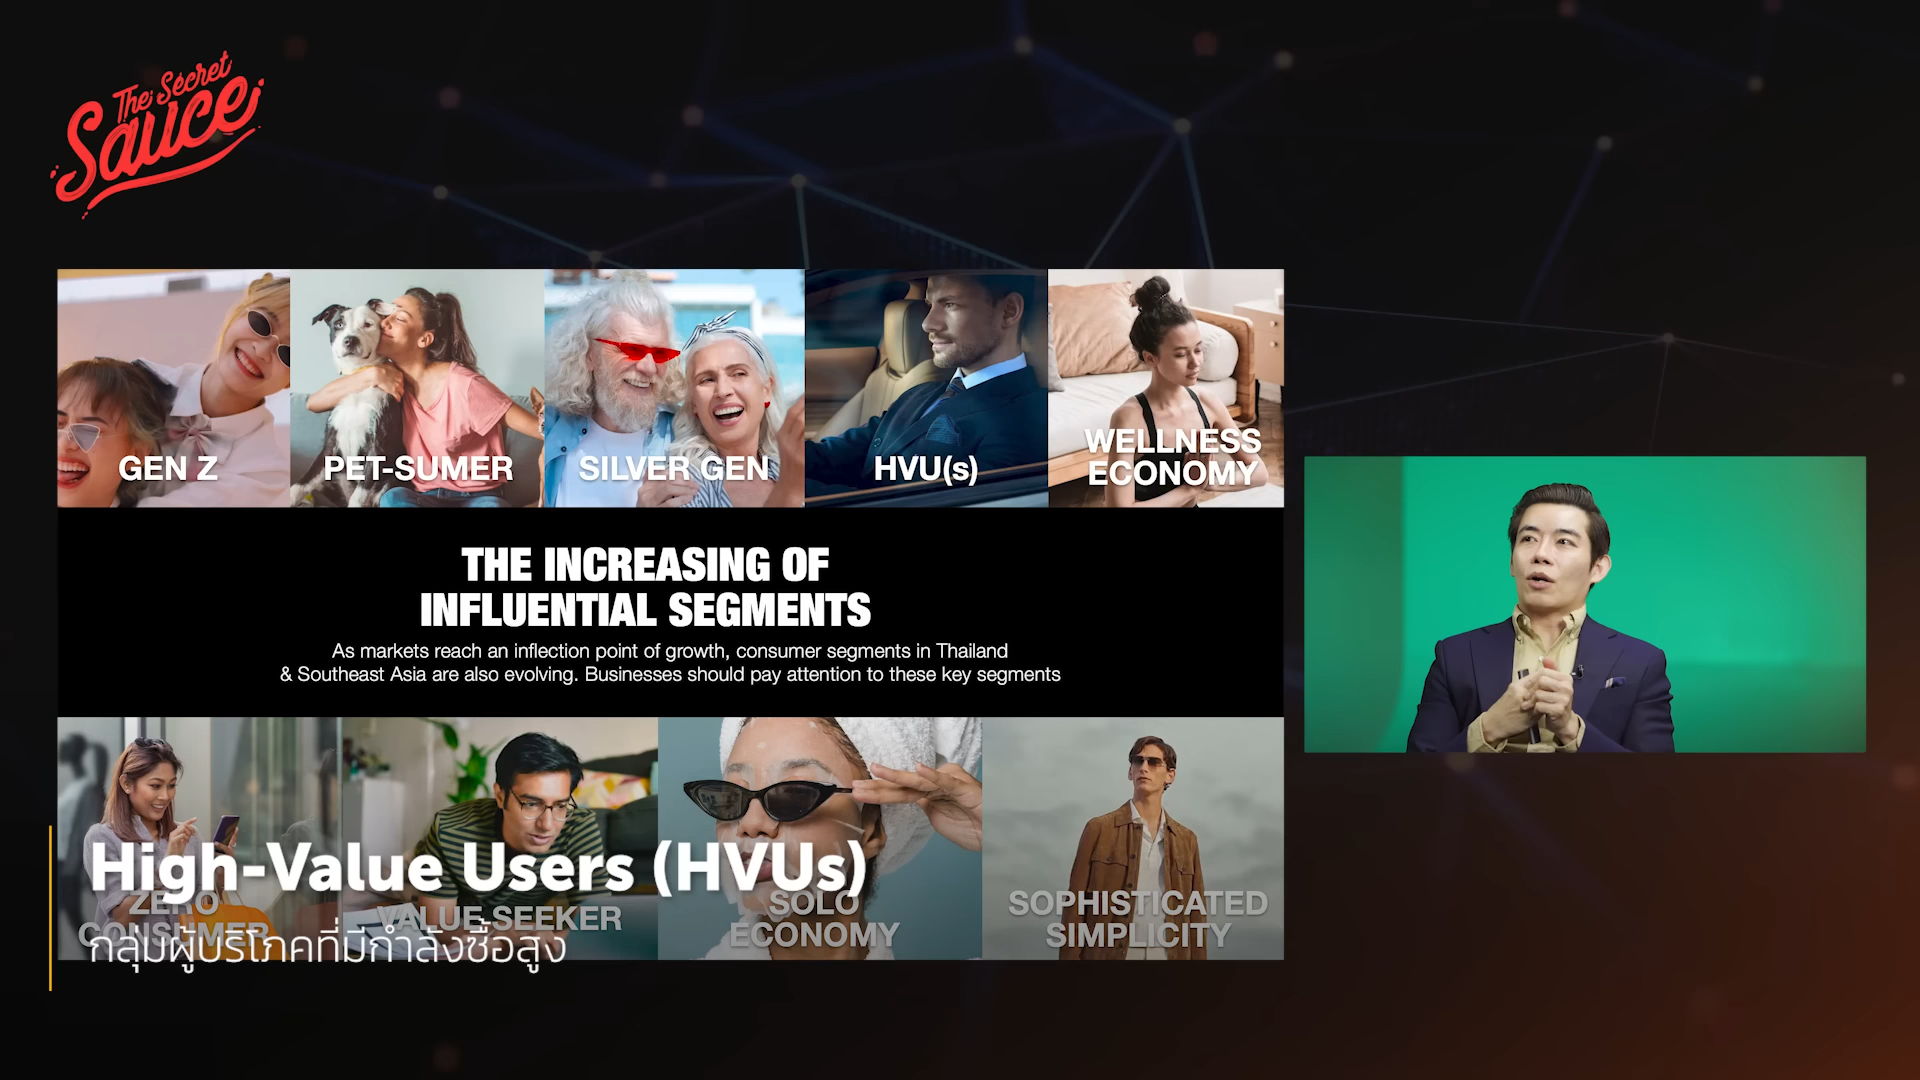 The Secret
Sauce
GEN Z
PET-SUMER
SILVER GEN
HVU(s)
WELLNESS
ECONOMY
THE INCREASING OF
INFLUENTIAL SEGMENTS
As markets reach an inflection point of growth, consumer segments in Thailand
& Southeast Asia are also evolving. Businesses should pay attention to these key segments
ZERO
CONSUMER
VALUE SEEKER
SOLO
ECONOMY
SOPHISTICATED
SIMPLICITY
High-Value Users (HVUs)
กลุ่มผู้บริโภคที่มีกำลังซื้อสูง